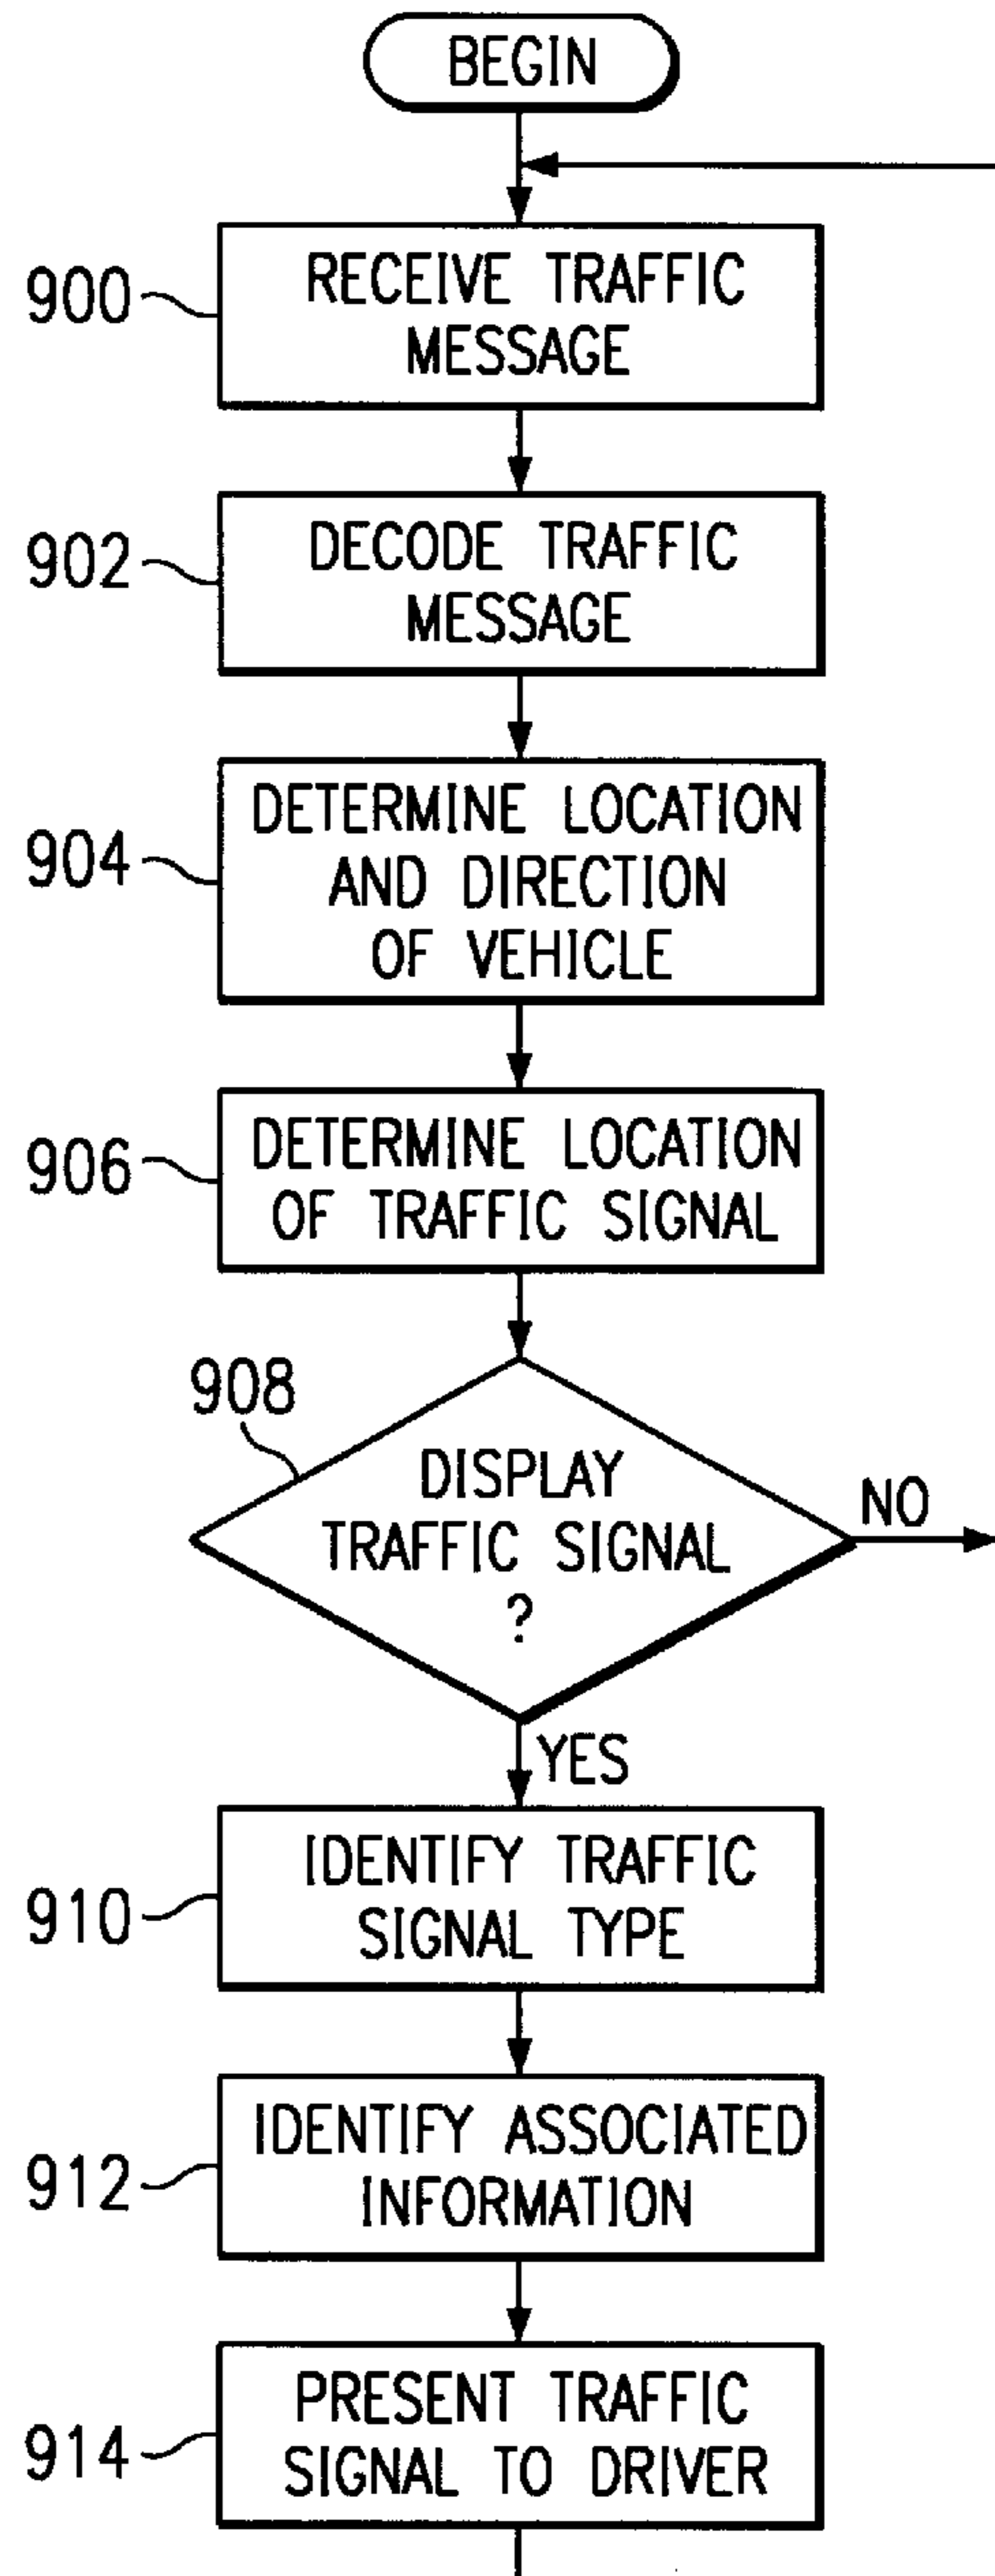 BEGIN
900
RECEIVE TRAFFIC
MESSAGE
902
DECODE TRAFFIC
MESSAGE
904
DETERMINE LOCATION
AND DIRECTION
OF VEHICLE
906
DETERMINE LOCATION
OF TRAFFIC SIGNAL
908
DISPLAY
TRAFFIC SIGNAL
?
NO
YES
910
IDENTIFY TRAFFIC
SIGNAL TYPE
912
IDENTIFY ASSOCIATED
INFORMATION
914
PRESENT TRAFFIC
SIGNAL TO DRIVER